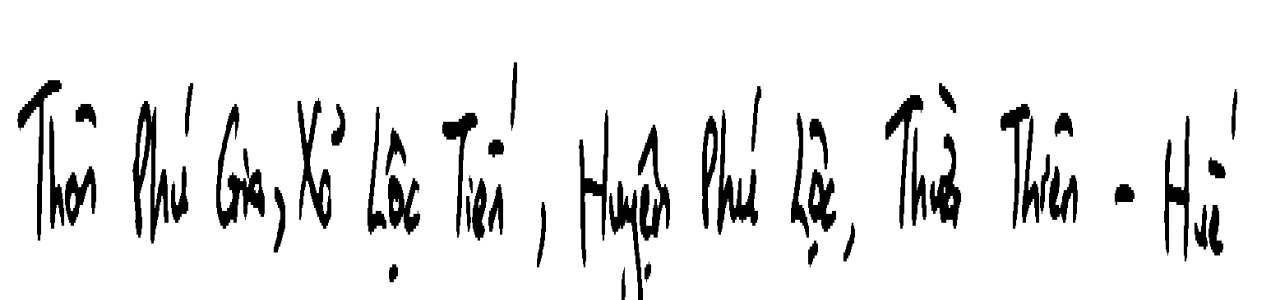 Thôn Phú Gia, Xã Lộc Tiến, Huyện Phú Lộc, Thừa Thiên - Huế